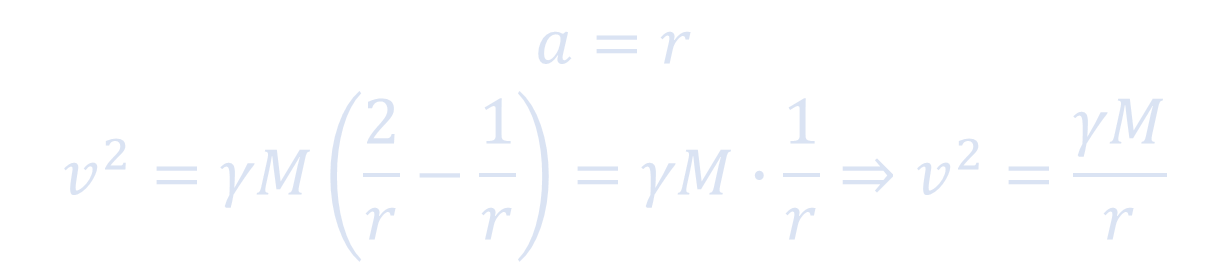 a = r
v² = γM(2/r − 1/r) = γM · 1/r ⇒ v² = γM/r